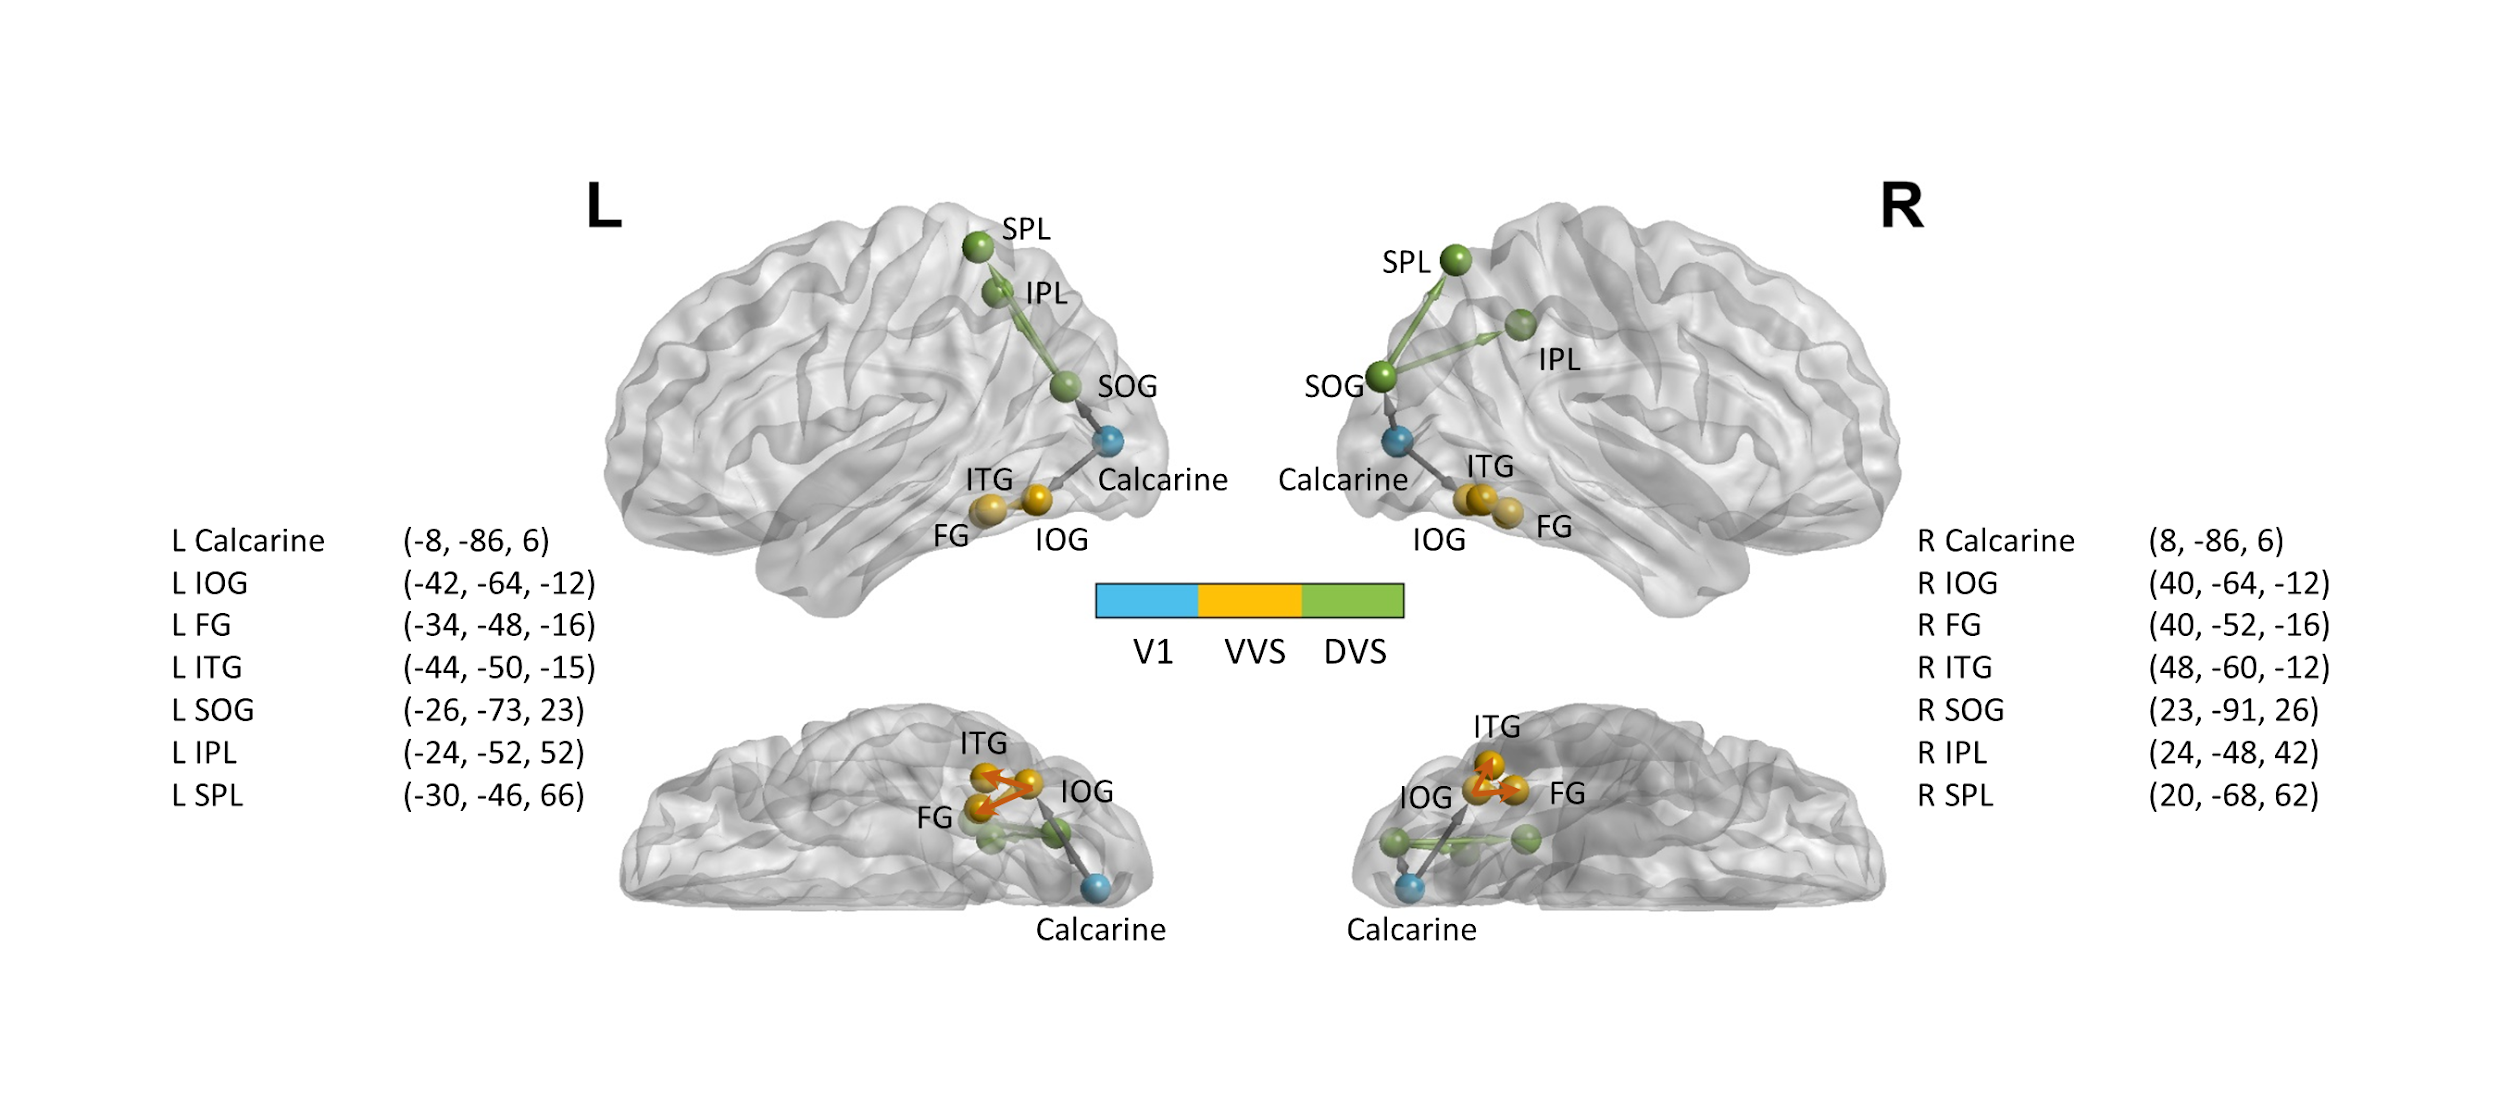 L
R
SPL
IPL
SOG
Calcarine
ITG
FG
IOG
SPL
IPL
SOG
Calcarine
ITG
IOG
FG
L Calcarine (-8, -86, 6)
L IOG (-42, -64, -12)
L FG (-34, -48, -16)
L ITG (-44, -50, -15)
L SOG (-26, -73, 23)
L IPL (-24, -52, 52)
L SPL (-30, -46, 66)
V1 VVS DVS
R Calcarine (8, -86, 6)
R IOG (40, -64, -12)
R FG (40, -52, -16)
R ITG (48, -60, -12)
R SOG (23, -91, 26)
R IPL (24, -48, 42)
R SPL (20, -68, 62)
ITG
IOG
FG
Calcarine
ITG
IOG
FG
Calcarine